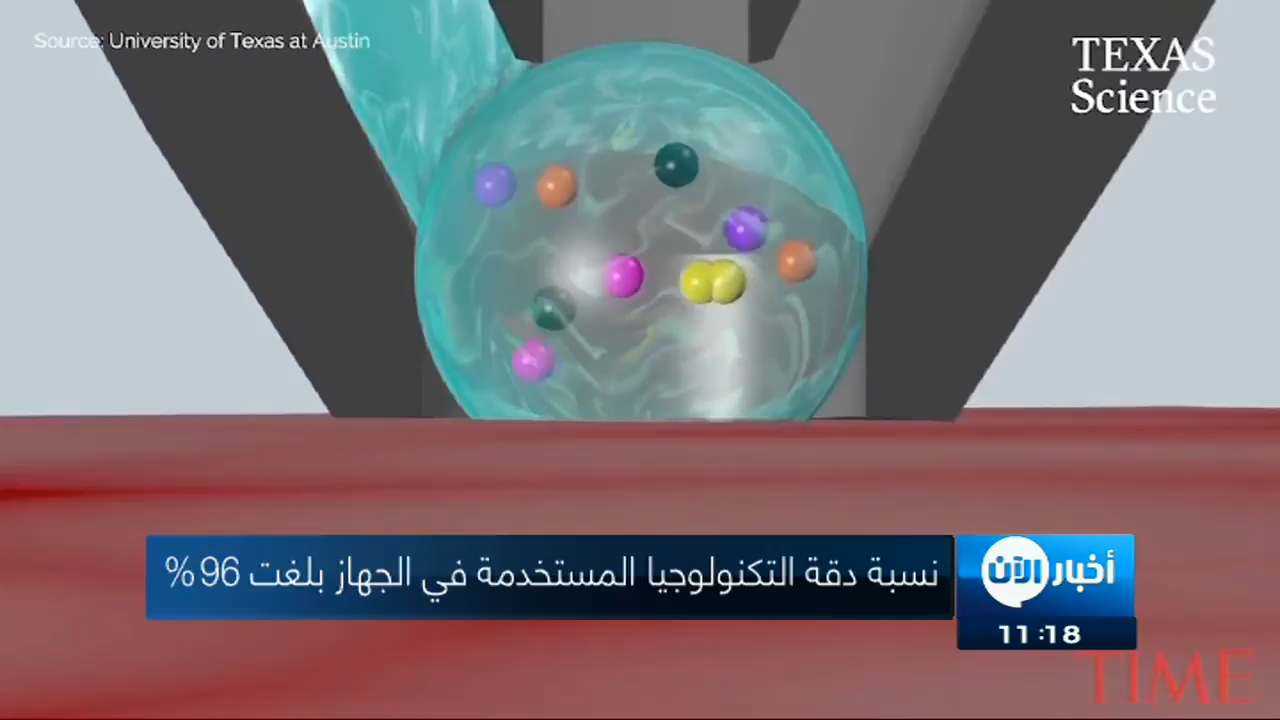 Source: University of Texas at Austin
TEXAS
Science
نسبة دقة التكنولوجيا المستخدمة في الجهاز بلغت 96 %
أخبار الآن
11:18
TIME